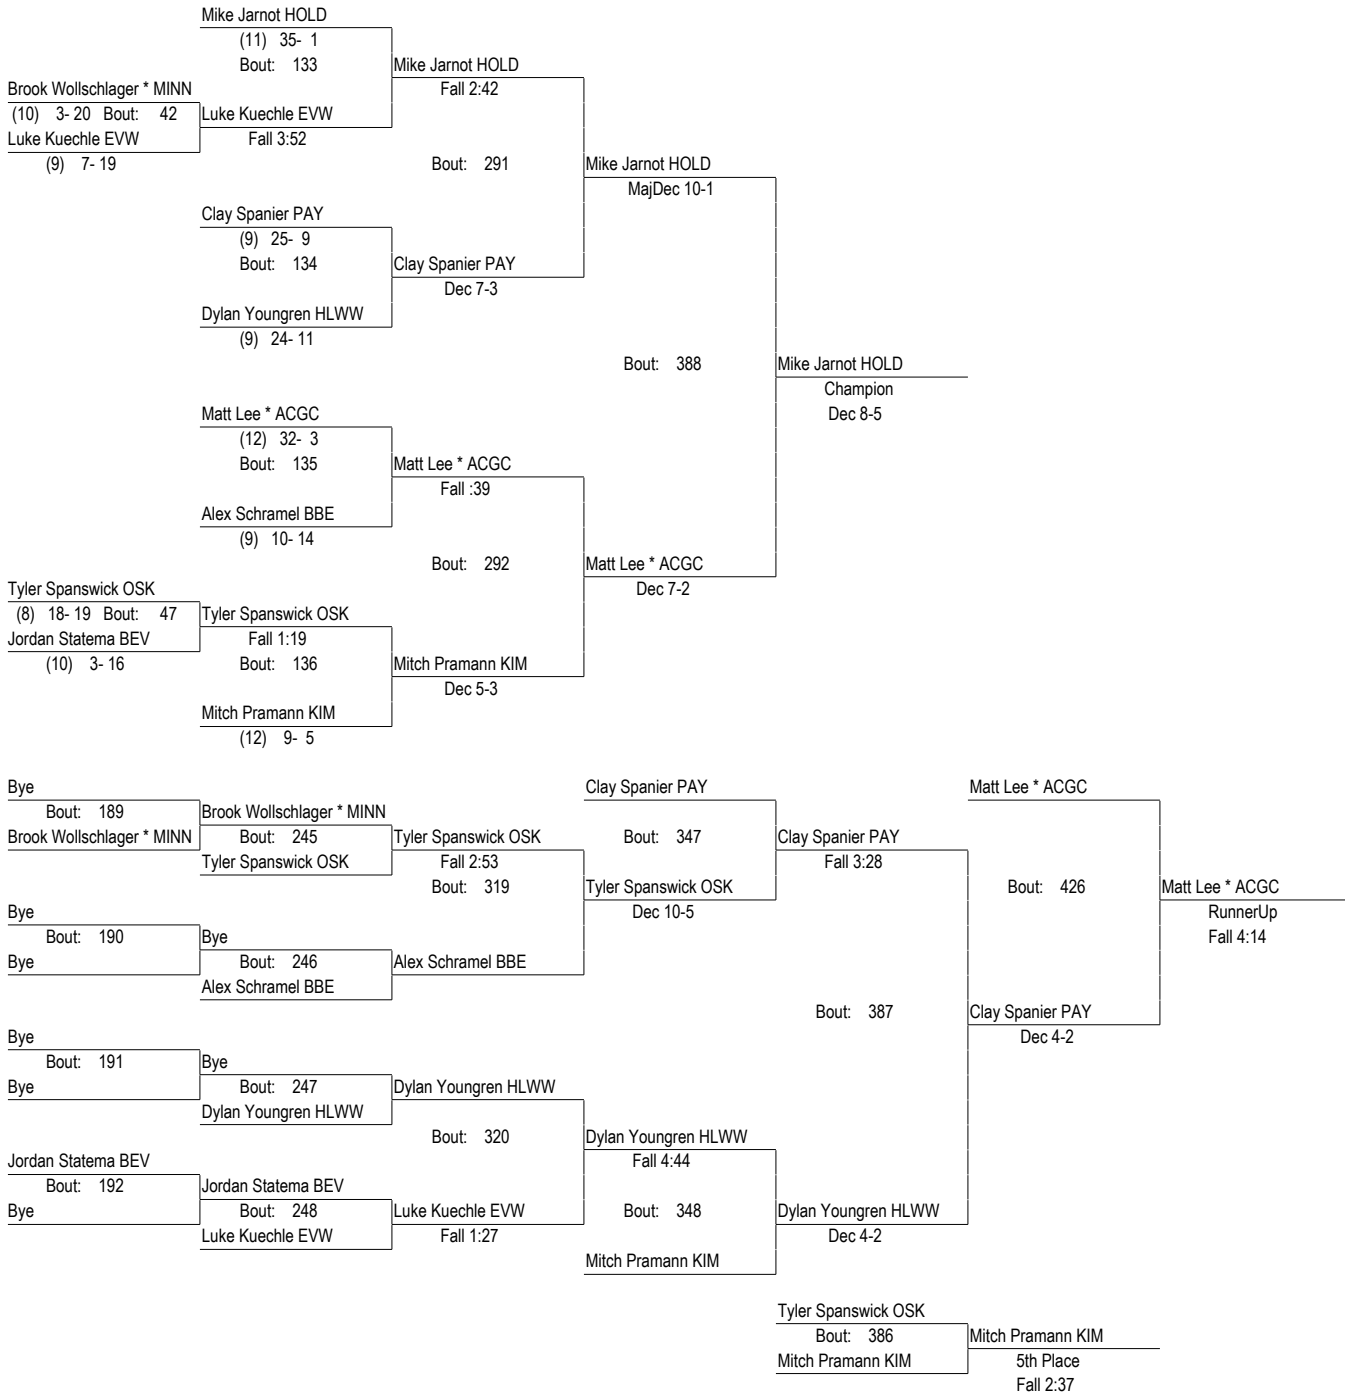 Mike Jarnot HOLD
(11) 35- 1
Bout: 133
Mike Jarnot HOLD
Brook Wollschlager * MINN
Fall 2:42
(10) 3- 20 Bout: 42
Luke Kuechle EVW
Luke Kuechle EVW
Fall 3:52
(9) 7- 19
Bout: 291
Mike Jarnot HOLD
MajDec 10-1
Clay Spanier PAY
(9) 25- 9
Bout: 134
Clay Spanier PAY
Dec 7-3
Dylan Youngren HLWW
(9) 24- 11
Bout: 388
Mike Jarnot HOLD
Champion
Dec 8-5
Matt Lee * ACGC
(12) 32- 3
Bout: 135
Matt Lee * ACGC
Fall :39
Alex Schramel BBE
(9) 10- 14
Bout: 292
Matt Lee * ACGC
Dec 7-2
Tyler Spanswick OSK
(8) 18- 19 Bout: 47
Tyler Spanswick OSK
Jordan Statema BEV
Fall 1:19
(10) 3- 16
Bout: 136
Mitch Pramann KIM
Dec 5-3
Mitch Pramann KIM
(12) 9- 5
Bye
Clay Spanier PAY
Matt Lee * ACGC
Bout: 189
Brook Wollschlager * MINN
Brook Wollschlager * MINN
Bout: 245
Tyler Spanswick OSK
Bout: 347
Clay Spanier PAY
Tyler Spanswick OSK
Fall 2:53
Fall 3:28
Bout: 319
Tyler Spanswick OSK
Bout: 426
Matt Lee * ACGC
Bye
Dec 10-5
RunnerUp
Bout: 190
Bye
Fall 4:14
Bye
Bout: 246
Alex Schramel BBE
Alex Schramel BBE
Bout: 387
Clay Spanier PAY
Bye
Dec 4-2
Bout: 191
Bye
Bye
Bout: 247
Dylan Youngren HLWW
Dylan Youngren HLWW
Bout: 320
Dylan Youngren HLWW
Jordan Statema BEV
Fall 4:44
Bout: 192
Jordan Statema BEV
Bye
Bout: 248
Luke Kuechle EVW
Bout: 348
Dylan Youngren HLWW
Luke Kuechle EVW
Fall 1:27
Dec 4-2
Mitch Pramann KIM
Tyler Spanswick OSK
Bout: 386
Mitch Pramann KIM
Mitch Pramann KIM
5th Place
Fall 2:37